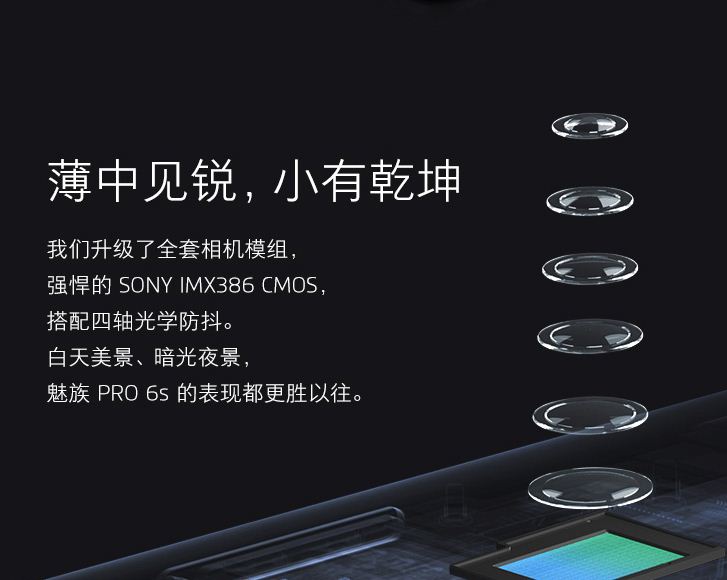 薄中见锐，小有乾坤
我们升级了全套相机模组，
强悍的 SONY IMX386 CMOS，
搭配四轴光学防抖。
白天美景、暗光夜景，
魅族 PRO 6s 的表现都更胜以往。